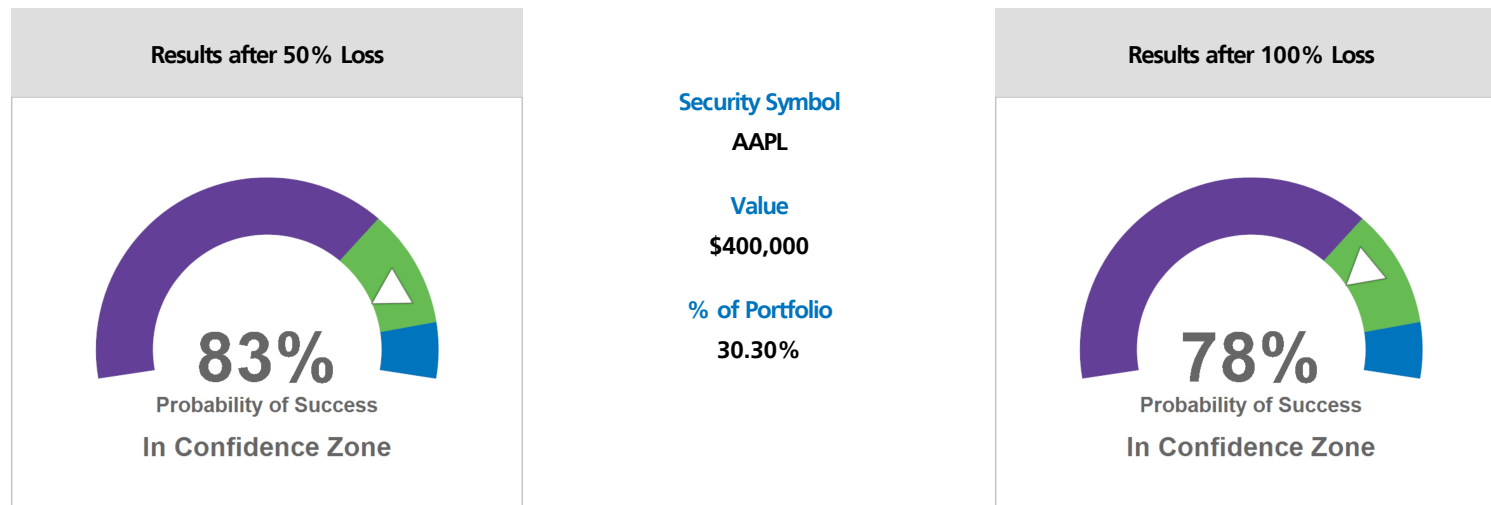 Results after 50% Loss
83%
Probability of Success
In Confidence Zone
Security Symbol
AAPL
Value
$400,000
% of Portfolio
30.30%
Results after 100% Loss
78%
Probability of Success
In Confidence Zone